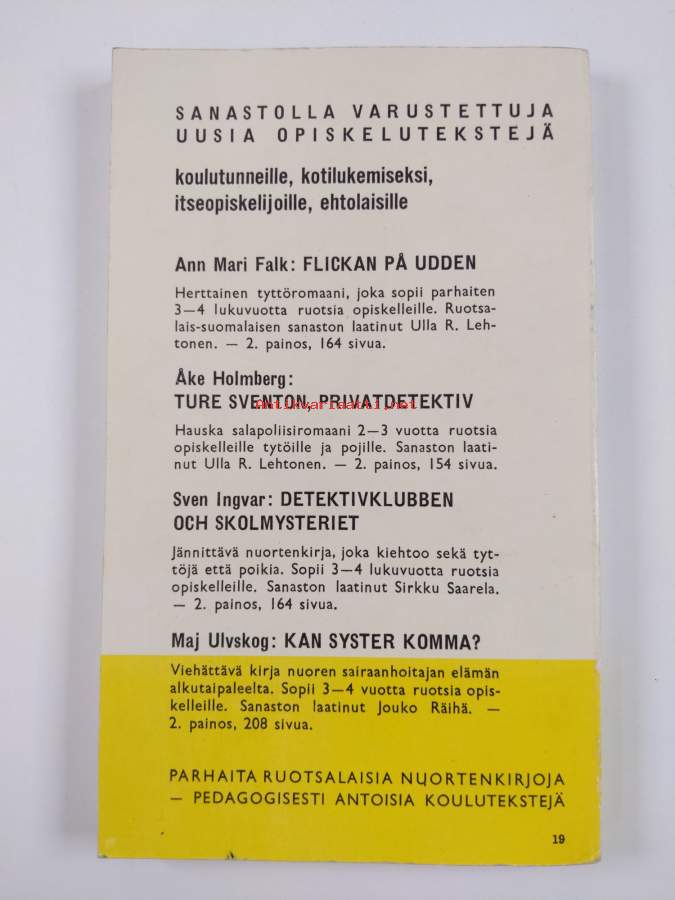 SANASTOLLA VARUSTETTUJA
UUSIA OPISKELUTEKSTEJÄ
koulutunneille, kotilukemiseksi,
itseopiskelijoille, ehtolaisille
Ann Mari Falk: FLICKAN PÅ UDDEN
Herttainen tyttöromaani, joka sopii parhaiten
3—4 lukuvuotta ruotsia opiskelleille. Ruotsa-
lais-suomalaisen sanaston laatinut Ulla R. Leh-
tonen. — 2. painos, 164 sivua.
Åke Holmberg:
TURE SVENTON, PRIVATDETEKTIV
Antikvariaatti.net
Hauska salapoliisiromaani 2—3 vuotta ruotsia
opiskelleille tytöille ja pojille. Sanaston laati-
nut Ulla R. Lehtonen. — 2. painos, 154 sivua.
Sven Ingvar: DETEKTIVKLUBBEN
OCH SKOLMYSTERIET
Jännittävä nuortenkirja, joka kiehtoo sekä tyt-
töjä että poikia. Sopii 3—4 lukuvuotta ruotsia
opiskelleille. Sanaston laatinut Sirkku Saarela.
— 2. painos, 164 sivua.
Maj Ulvskog: KAN SYSTER KOMMA?
Viehättävä kirja nuoren sairaanhoitajan elämän
alkutaipaleelta. Sopii 3—4 vuotta ruotsia opis-
kelleille. Sanaston laatinut Jouko Räihä. —
2. painos, 208 sivua.
PARHAITA RUOTSALAISIA NUORTENKIRJOJA
— PEDAGOGISESTI ANTOISIA KOULUTEKSTEJÄ
19